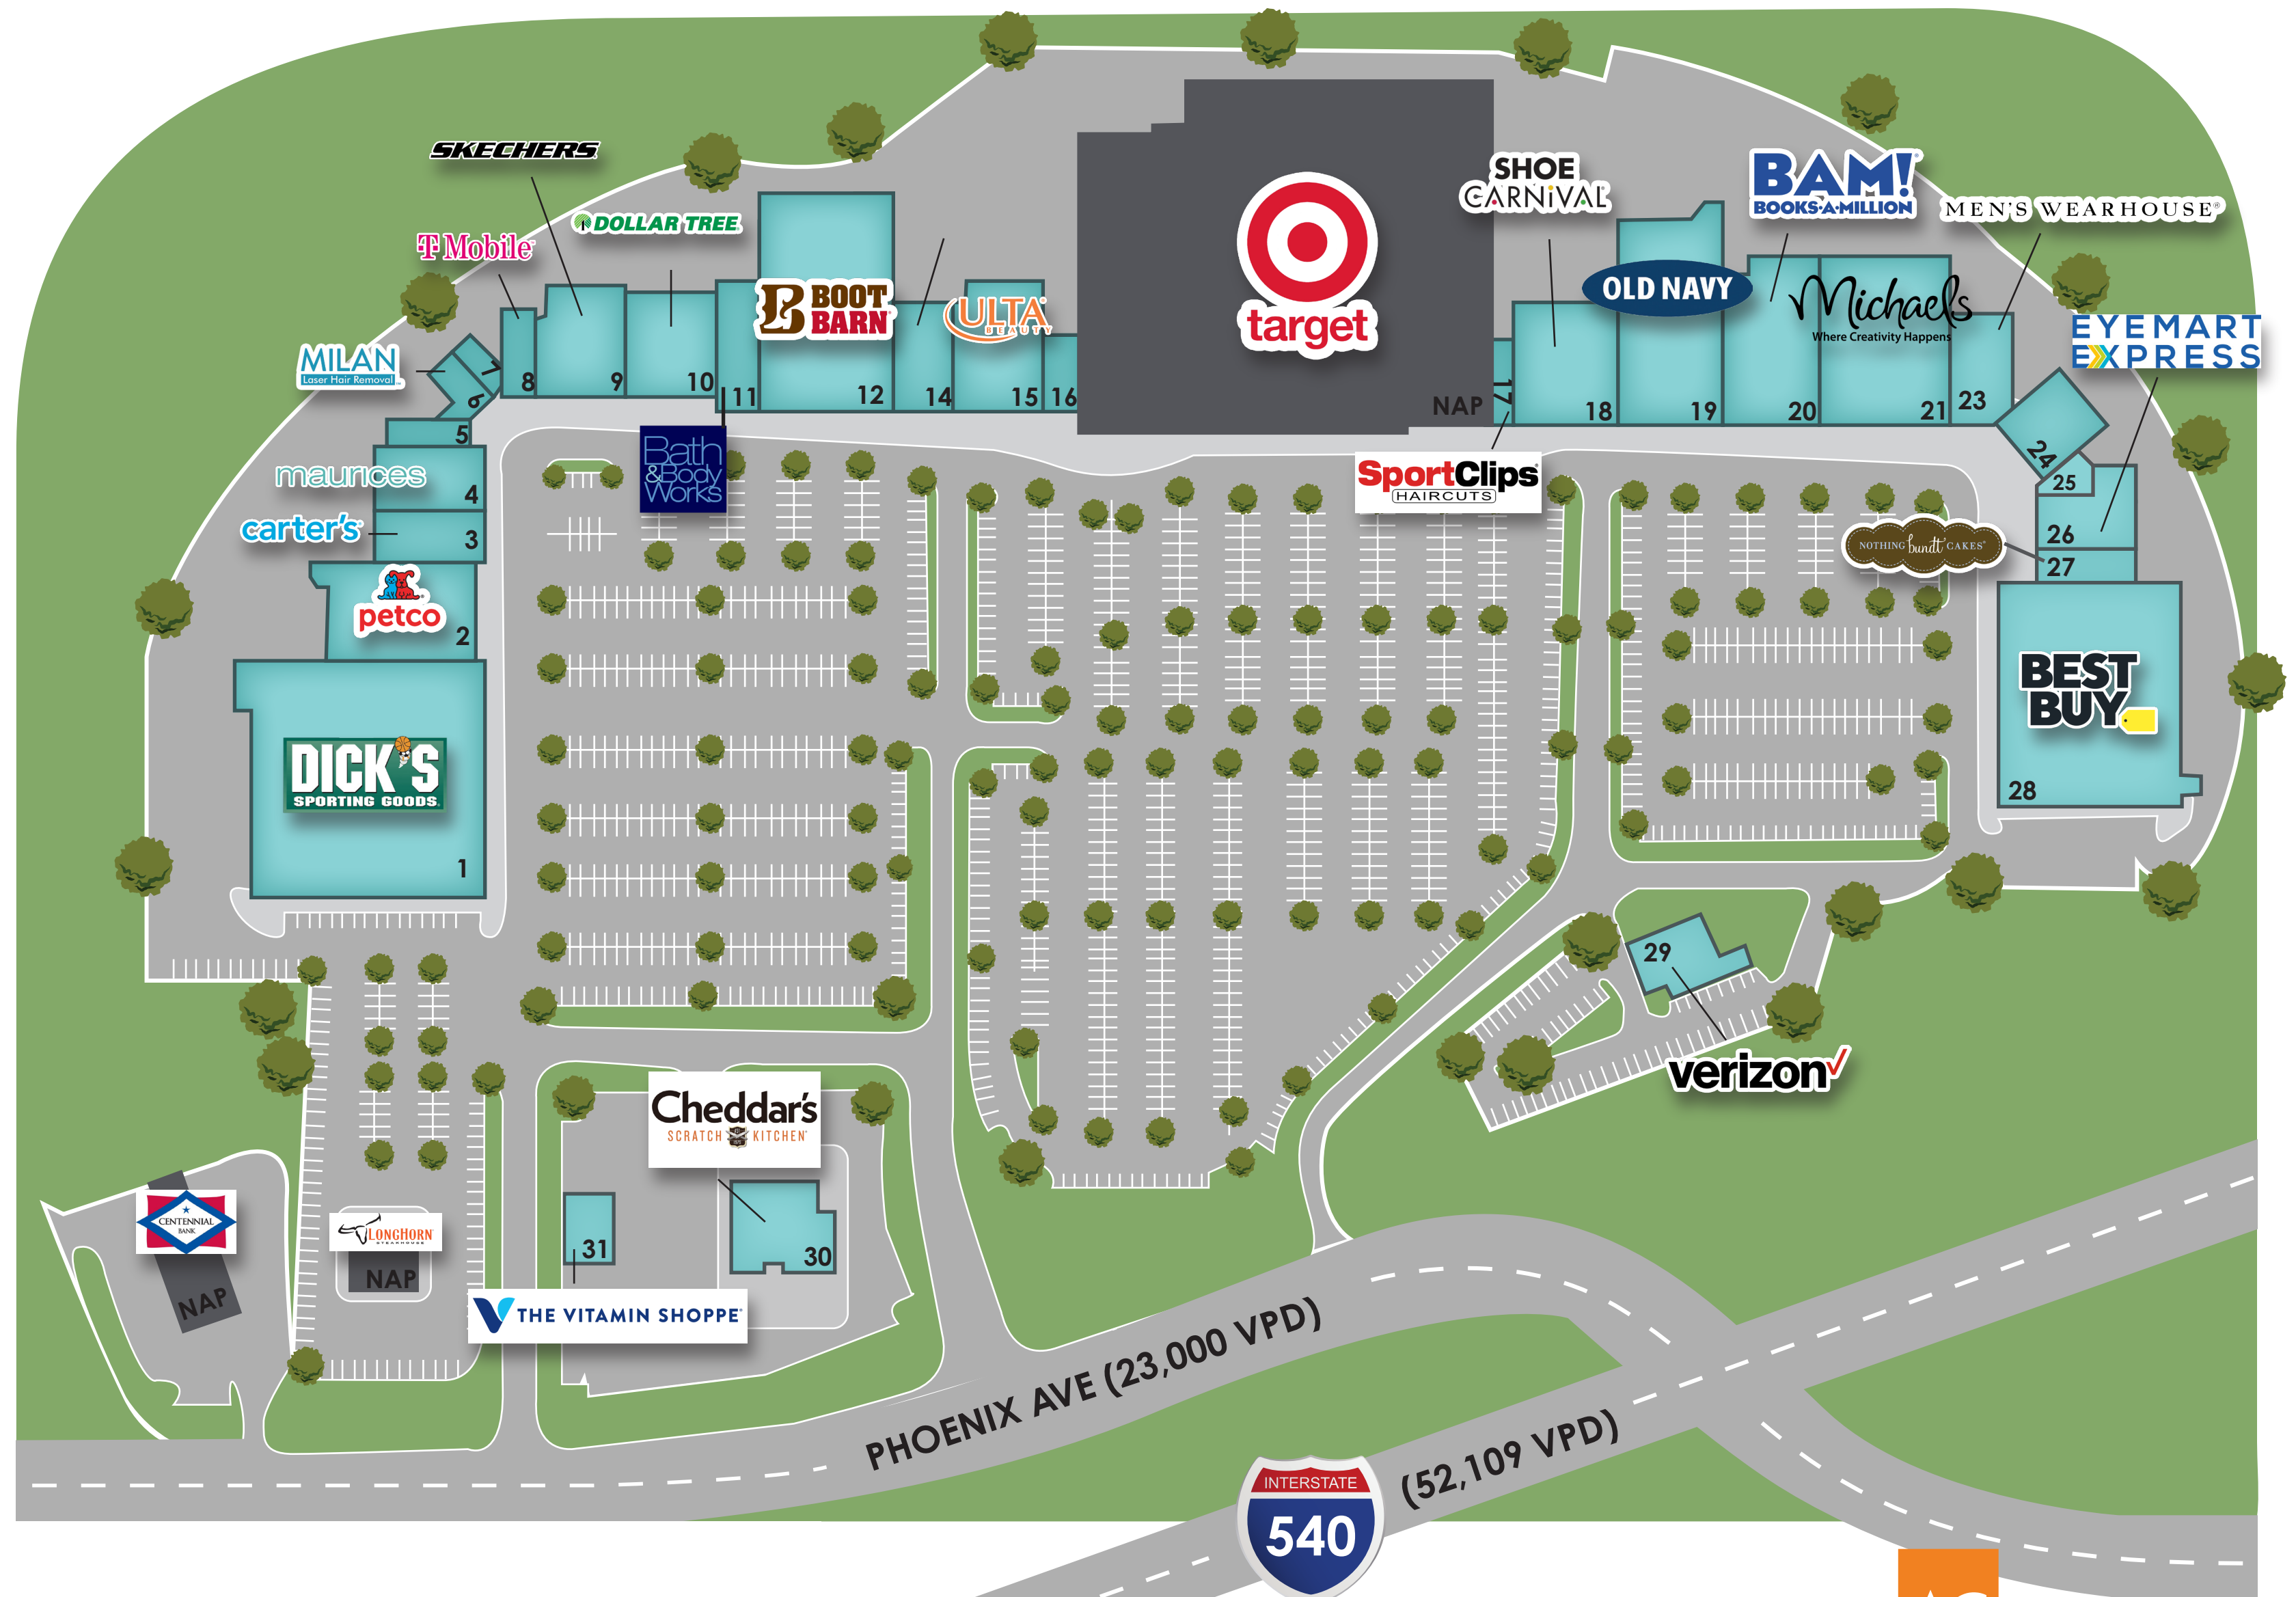 SKECHERS
T Mobile
DOLLAR TREE
BOOT
BARN
ULTA
BEAUTY
target
SHOE
CARNIVAL
OLD NAVY
BAM!
BOOKS-A-MILLION
Michaels
Where Creativity Happens
MEN'S WEARHOUSE®
EYEMART
EXPRESS
MILAN
Laser Hair Removal
7
6
8
9
10
11
12
14
15
16
NAP
17
18
19
20
21
23
24
25
26
27
5
maurices
4
carter's
3
petco
2
DICK'S
SPORTING GOODS
1
Bath
&Body
Works
SportClips
HAIRCUTS
NOTHING bundt CAKES
BEST
BUY
28
29
verizon
Cheddar's
SCRATCH KITCHEN
30
31
THE VITAMIN SHOPPE
CENTENNIAL
BANK
NAP
LONGHORN
STEAKHOUSE
NAP
PHOENIX AVE (23,000 VPD)
INTERSTATE
540
(52,109 VPD)